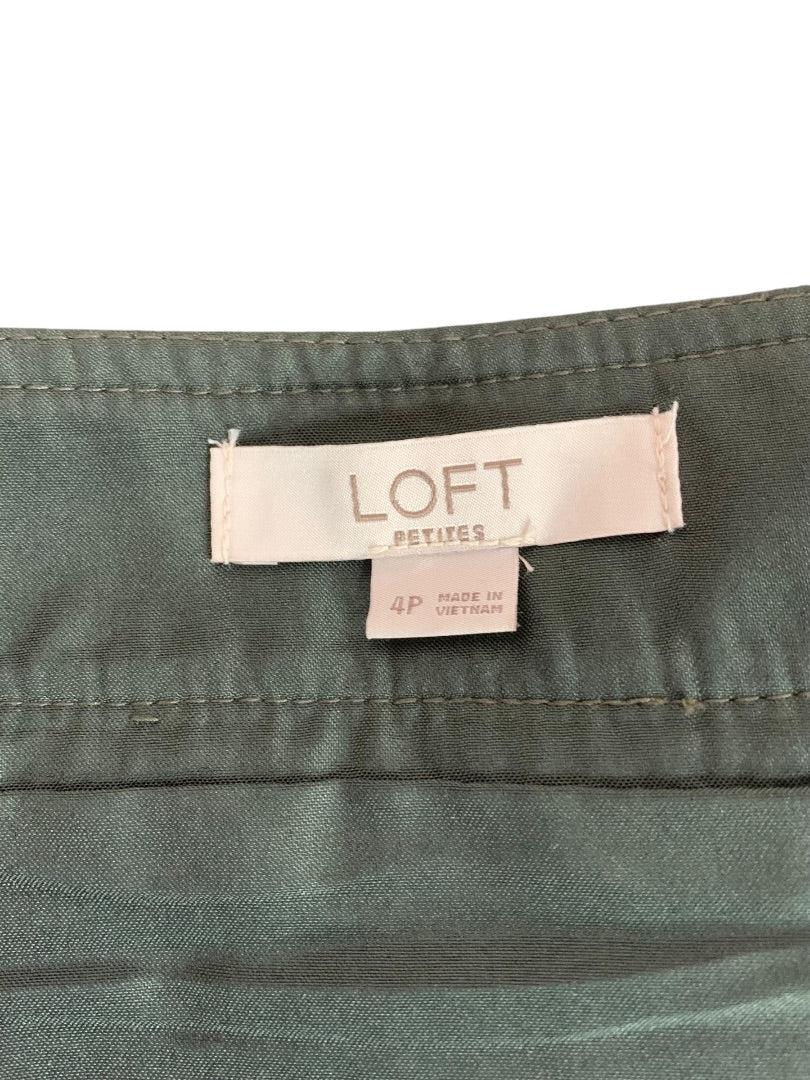 LOFT
PETITES
4P MADE IN
VIETNAM